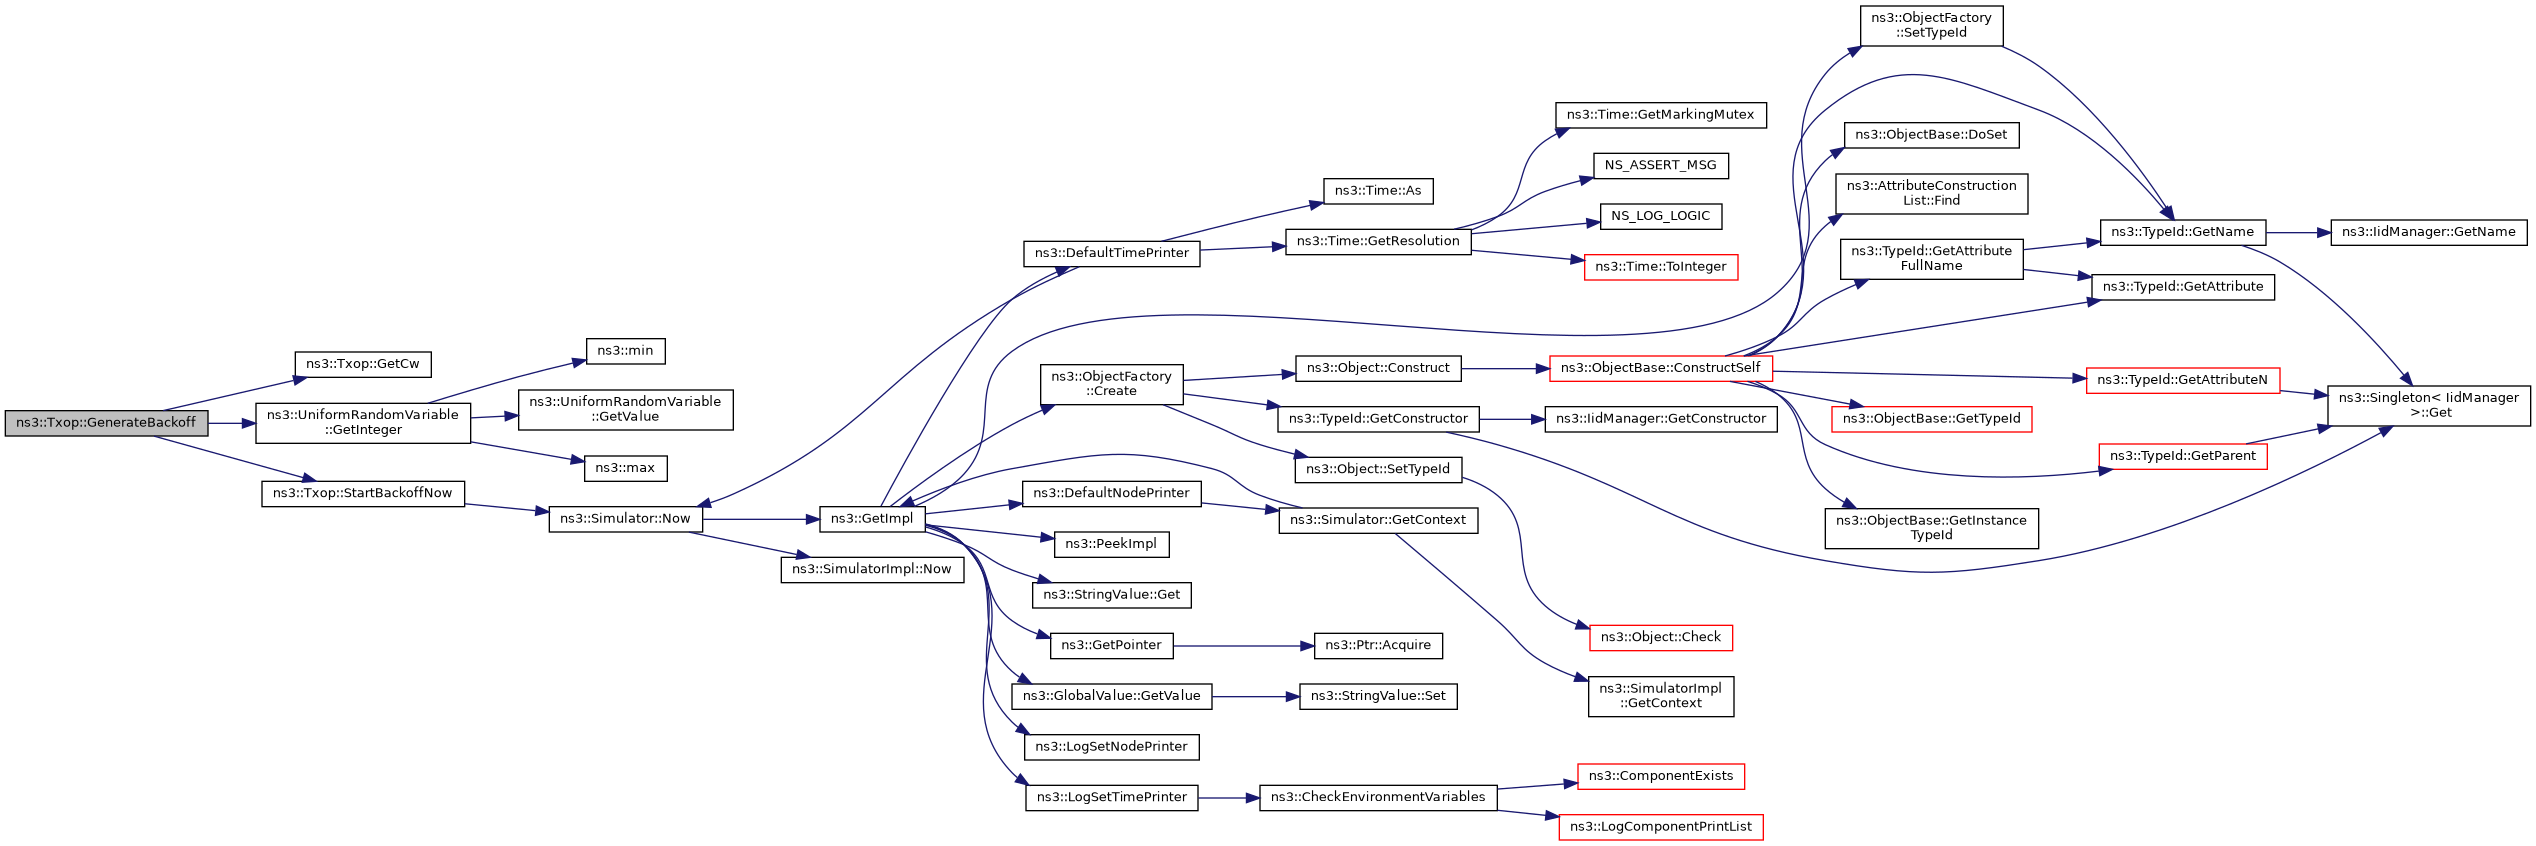 ns3::Txop::GenerateBackoff
ns3::Txop::GetCw
ns3::UniformRandomVariable
::GetInteger
ns3::Txop::StartBackoffNow
ns3::min
ns3::UniformRandomVariable
::GetValue
ns3::max
ns3::Simulator::Now
ns3::GetImpl
ns3::SimulatorImpl::Now
ns3::DefaultTimePrinter
ns3::ObjectFactory
::Create
ns3::DefaultNodePrinter
ns3::PeekImpl
ns3::StringValue::Get
ns3::GetPointer
ns3::GlobalValue::GetValue
ns3::LogSetNodePrinter
ns3::LogSetTimePrinter
ns3::Time::As
ns3::Time::GetResolution
ns3::Object::Construct
ns3::TypeId::GetConstructor
ns3::Object::SetTypeId
ns3::Simulator::GetContext
ns3::Ptr::Acquire
ns3::StringValue::Set
ns3::CheckEnvironmentVariables
ns3::Time::GetMarkingMutex
NS_ASSERT_MSG
NS_LOG_LOGIC
ns3::Time::ToInteger
ns3::ObjectBase::ConstructSelf
ns3::IidManager::GetConstructor
ns3::Object::Check
ns3::SimulatorImpl
::GetContext
ns3::ComponentExists
ns3::LogComponentPrintList
ns3::ObjectFactory
::SetTypeId
ns3::ObjectBase::DoSet
ns3::AttributeConstruction
List::Find
ns3::TypeId::GetAttribute
FullName
ns3::ObjectBase::GetTypeId
ns3::ObjectBase::GetInstance
TypeId
ns3::TypeId::GetName
ns3::TypeId::GetAttribute
ns3::TypeId::GetAttributeN
ns3::TypeId::GetParent
ns3::IidManager::GetName
ns3::Singleton< IidManager
>::Get